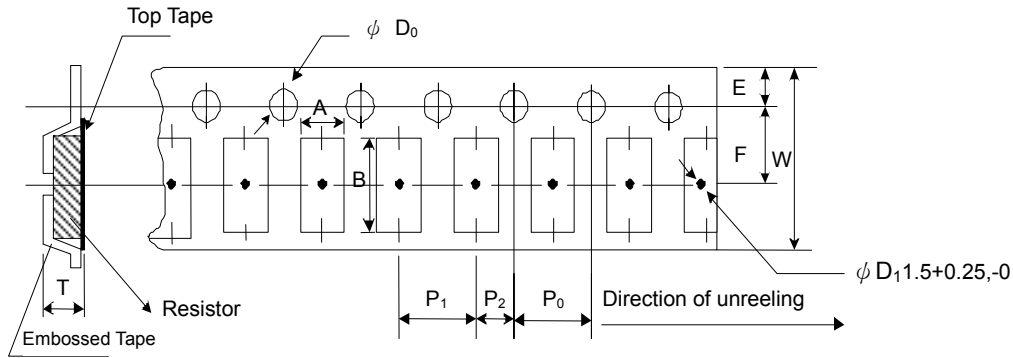 Top Tape
ϕ D₀
E
A
F
W
B
ϕ D₁1.5+0.25,-0
T
P₁
P₂
P₀
Direction of unreeling
Resistor
Embossed Tape